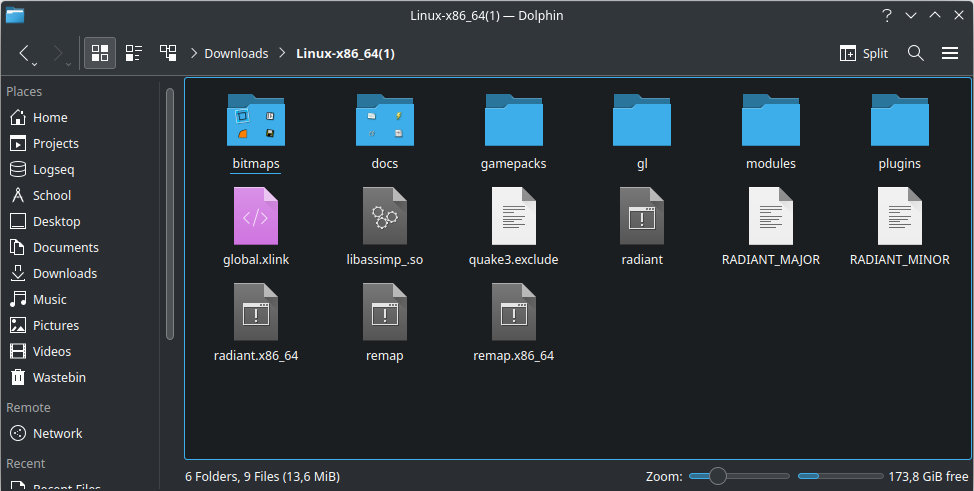 Linux-x86_64(1) — Dolphin
Downloads
Linux-x86_64(1)
Split
Places
Home
Projects
Logseq
School
Desktop
Documents
Downloads
Music
Pictures
Videos
Wastebin
Remote
Network
Recent
Recent Files
bitmaps docs gamepacks gl modules plugins
global.xlink libassimp_.so quake3.exclude radiant RADIANT_MAJOR RADIANT_MINOR
radiant.x86_64 remap remap.x86_64
6 Folders, 9 Files (13,6 MiB)
Zoom:
173,8 GiB free